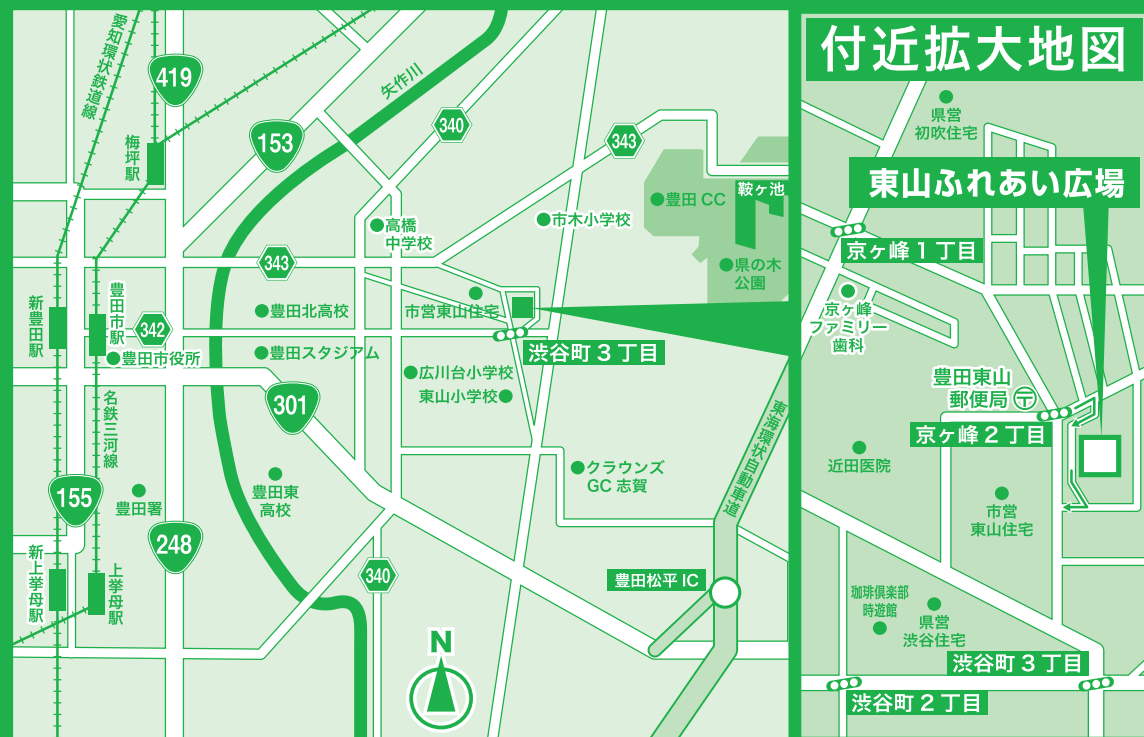 愛知環状鉄道線
419
梅坪駅
153
矢作川
340
343
豊田 CC
鞍ヶ池
市木小学校
高橋
中学校
県の木
公園
343
新豊田駅
豊田市駅
342
豊田市役所
豊田北高校
市営東山住宅
豊田スタジアム
渋谷町3丁目
広川台小学校
東山小学校
301
名鉄三河線
東海環状自動車道
クラウンズ
GC 志賀
155
豊田署
豊田東
高校
248
新上挙母駅
上挙母駅
340
豊田松平 IC
N
付近拡大地図
県営
初吹住宅
東山ふれあい広場
京ヶ峰1丁目
京ヶ峰
ファミリー
歯科
豊田東山
郵便局
〒
京ヶ峰2丁目
近田医院
市営
東山住宅
珈琲倶楽部
時遊館
県営
渋谷住宅
渋谷町3丁目
渋谷町2丁目